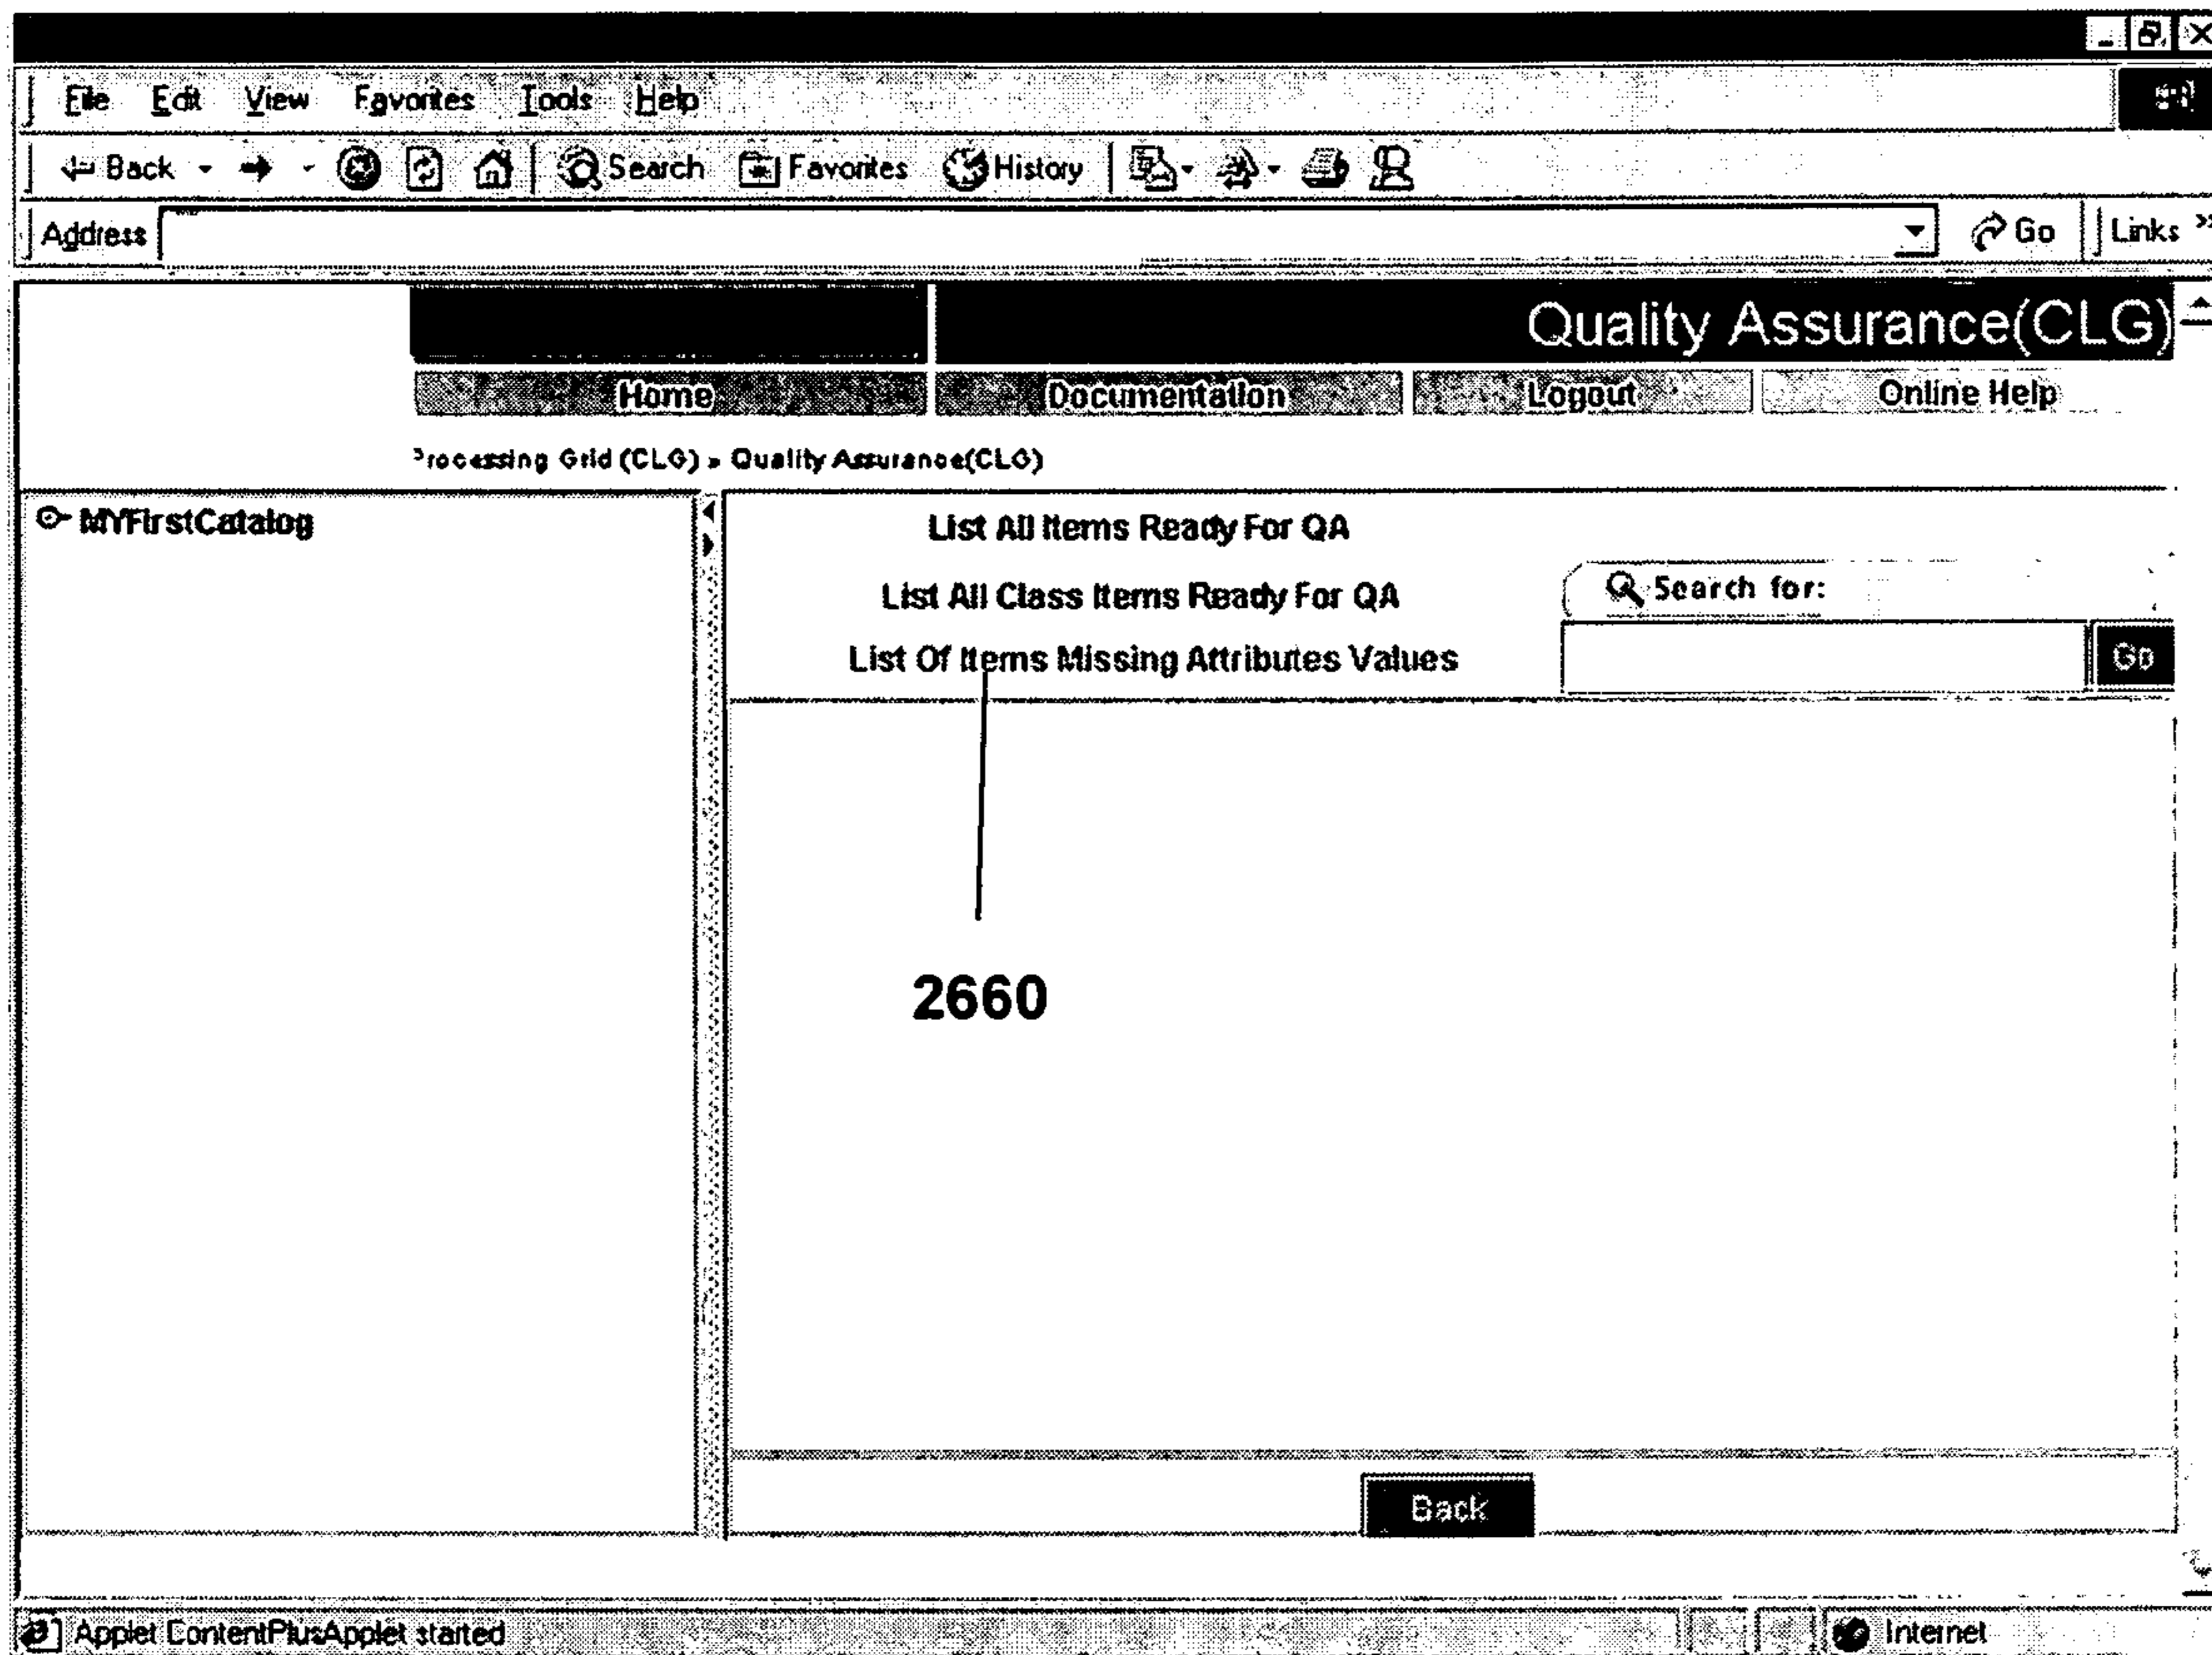 File Edit View Favorites Tools Help
Back Search Favorites History
Address Go Links »
Quality Assurance(CLG)
Home Documentation Logout Online Help
Processing Grid (CLG) » Quality Assurance(CLG)
MYFirstCatalog
List All Items Ready For QA
List All Class Items Ready For QA
Search for:
List Of Items Missing Attributes Values
Go
2660
Back
Applet ContentPlusApplet started Internet